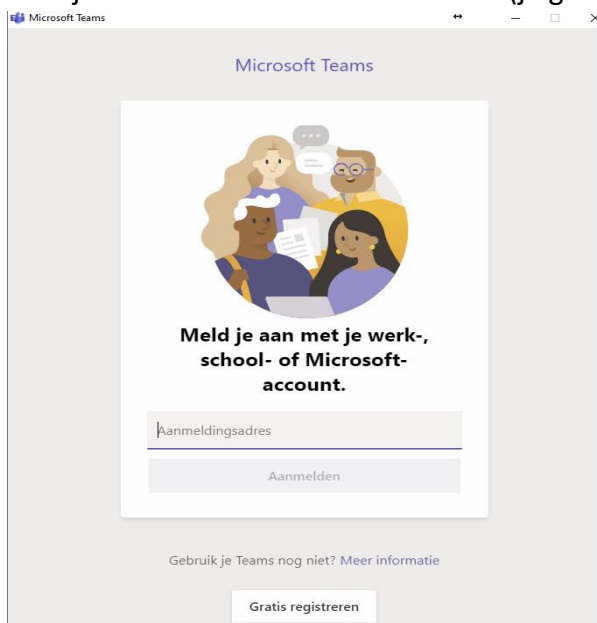 Microsoft Teams
Microsoft Teams
Meld je aan met je werk-,
school- of Microsoft-
account.
Aanmeldingsadres
Aanmelden
Gebruik je Teams nog niet? Meer informatie
Gratis registreren